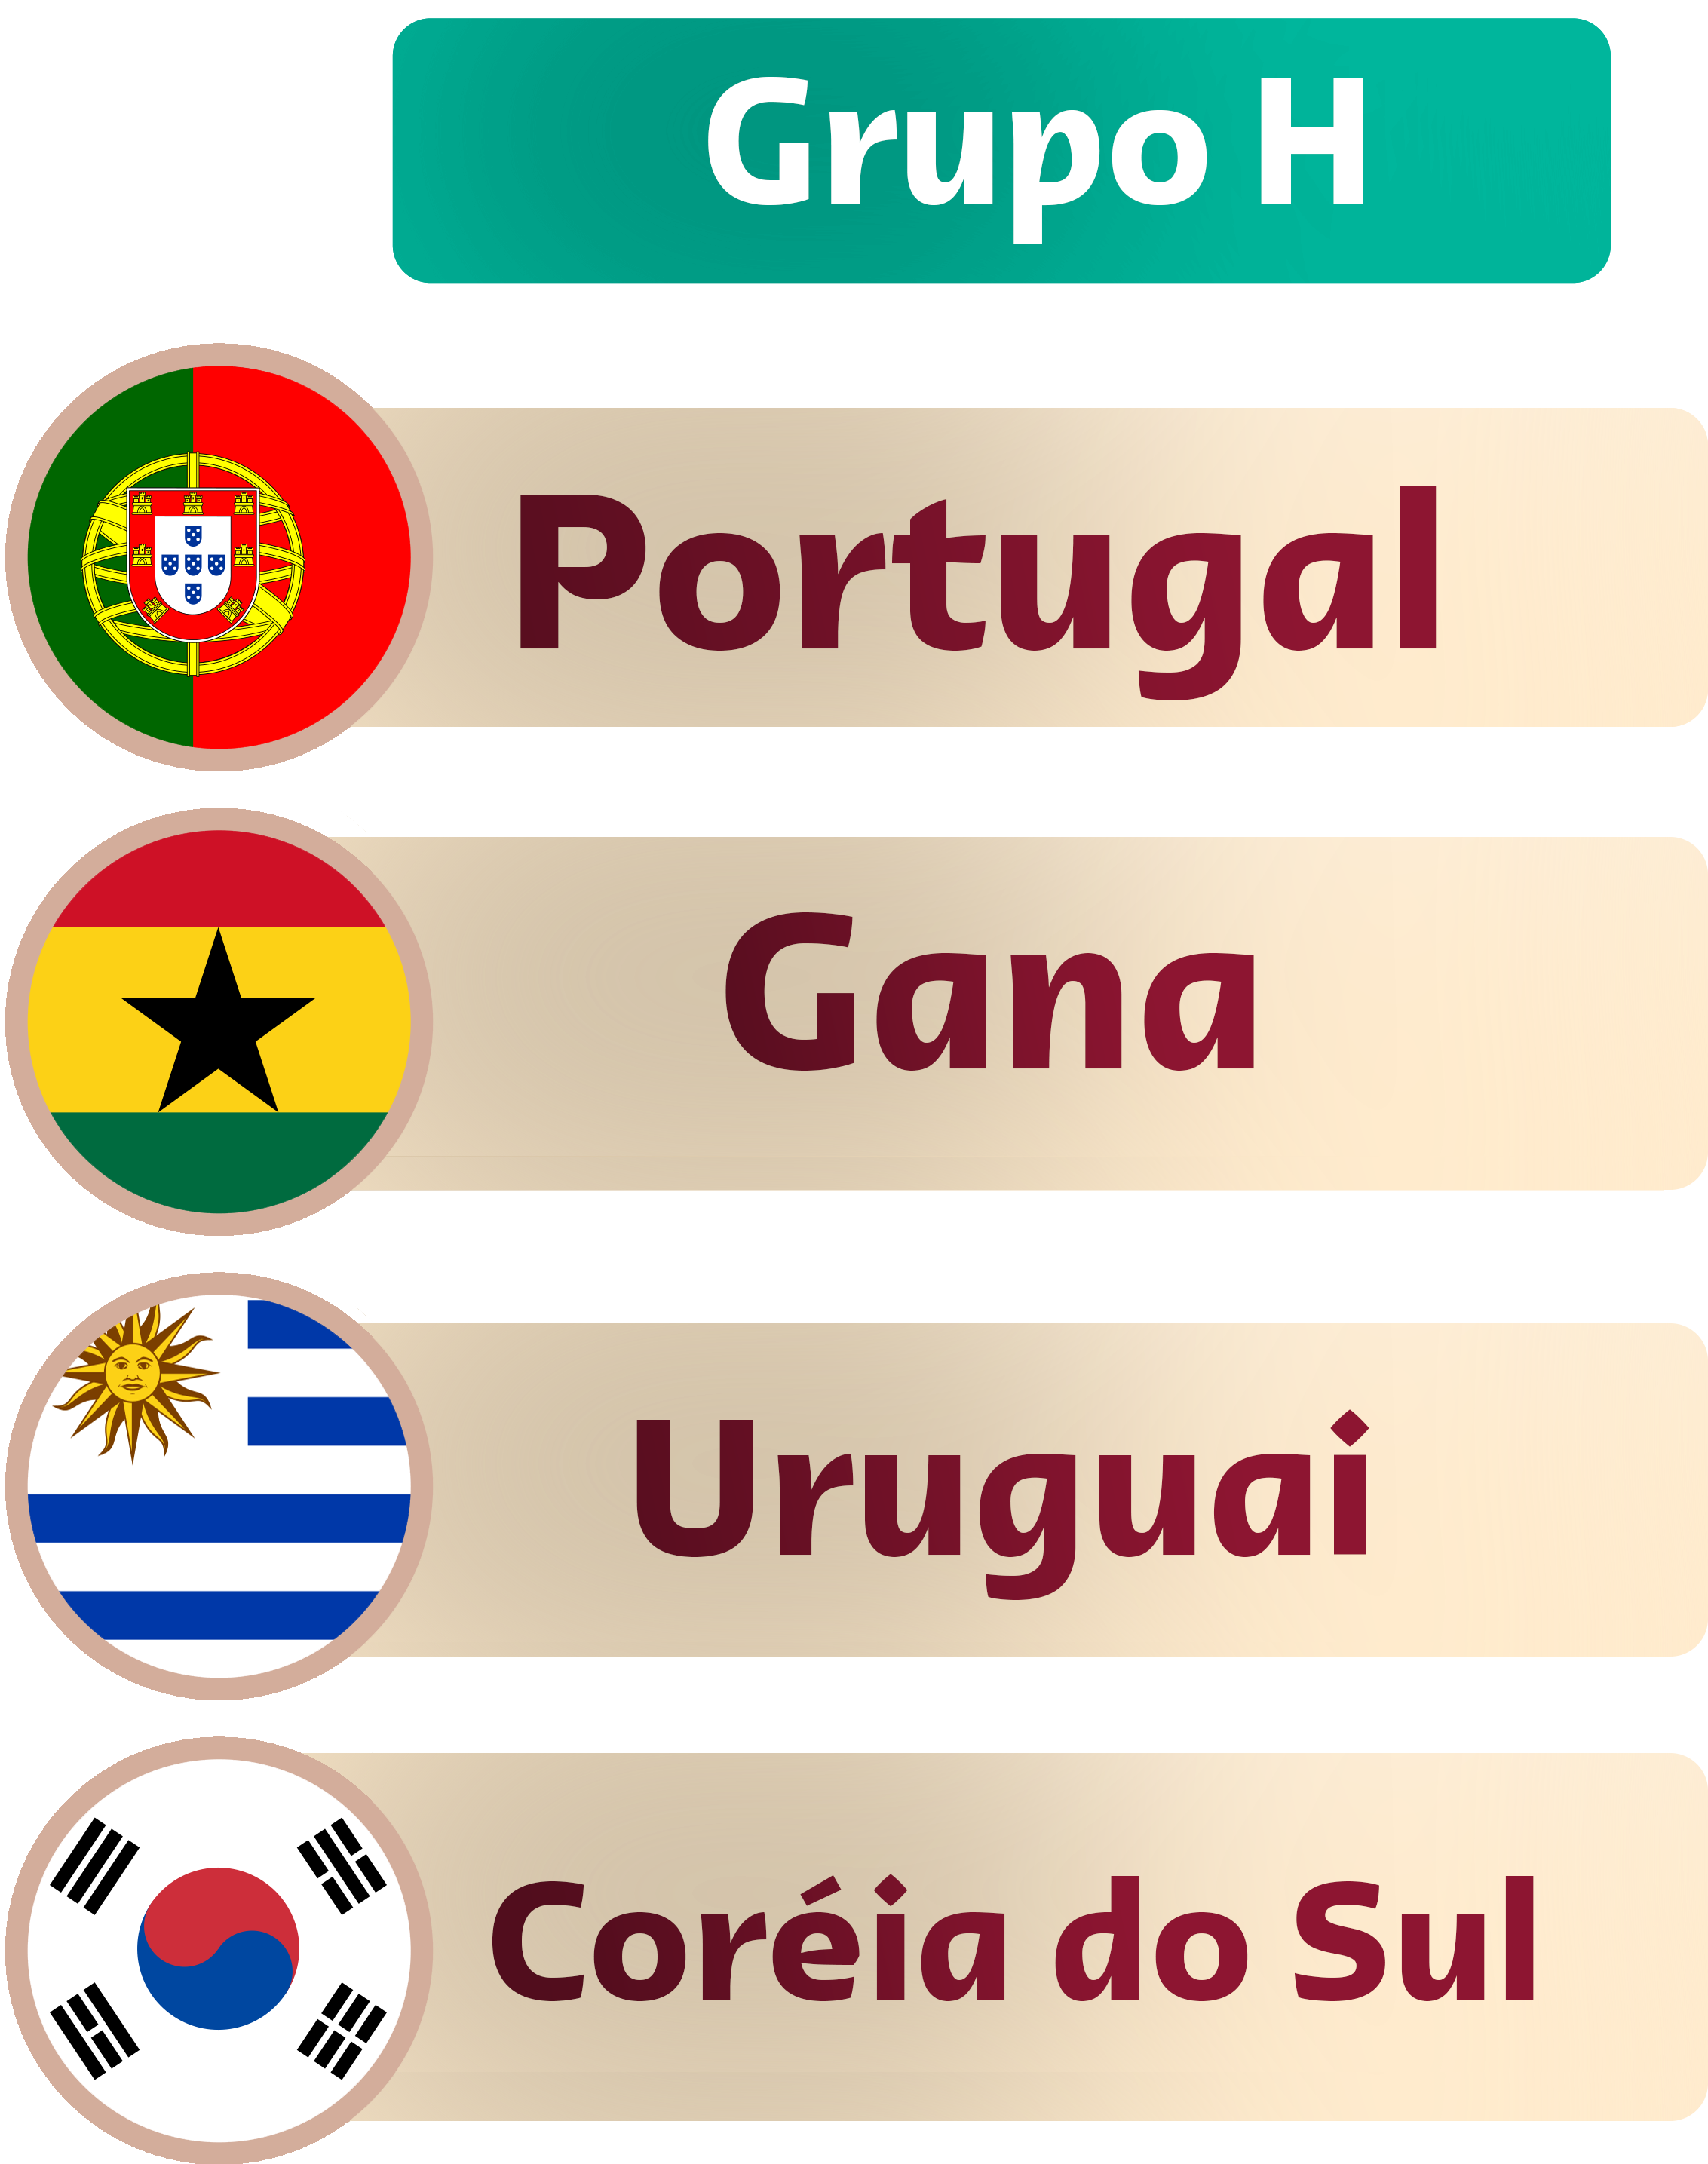 Grupo H
Portugal
Gana
Uruguai
Coréia do Sul